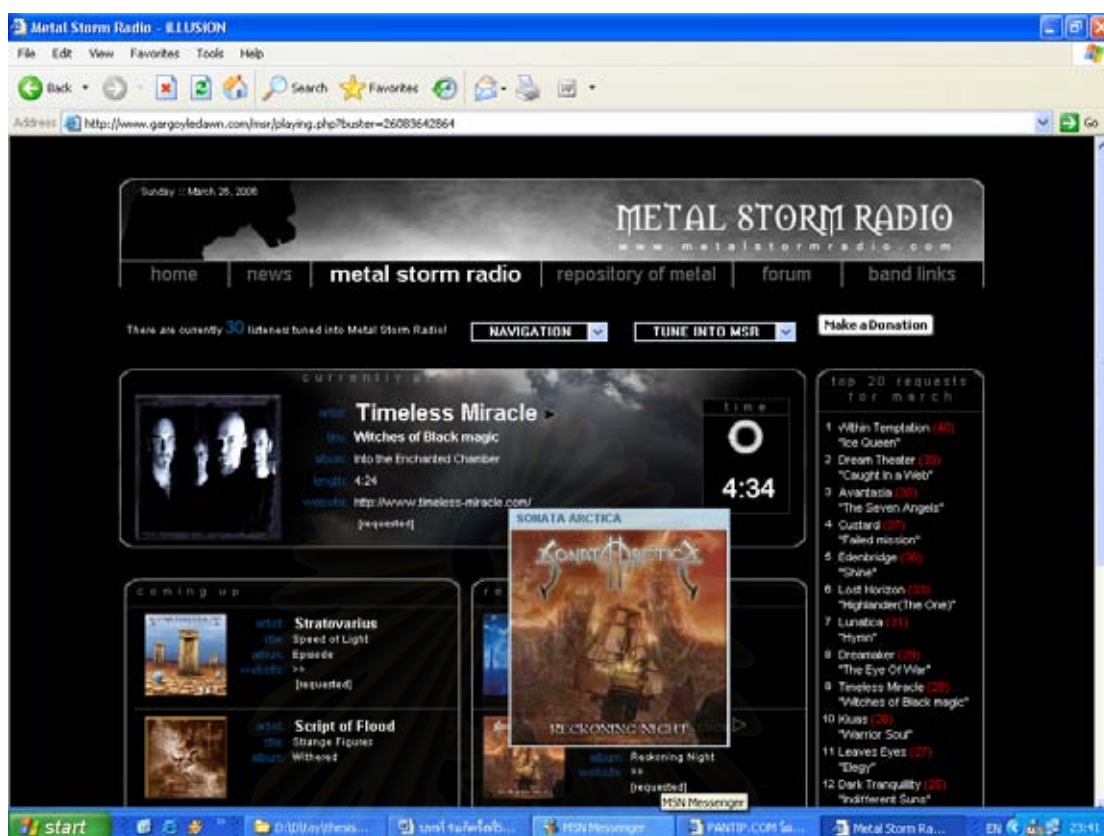 Metal Storm Radio - iLLUSION
File Edit View Favorites Tools Help
Back Search Favorites
Address http://www.gargoyledawn.com/msr/playing.php?buster=26083642864 Go
Sunday :: March 26, 2006
METAL STORM RADIO
www.metalstormradio.com
home news metal storm radio repository of metal forum band links
There are currently 30 listeners tuned into Metal Storm Radio! NAVIGATION TUNE INTO MSR Make a Donation
currently
artist: Timeless Miracle
title: Witches of Black magic
album: Into the Enchanted Chamber
length: 4:24
website: http://www.timeless-miracle.com/
[requested]
time
4:34
SONATA ARCTICA
SONATA ARCTICA
RECKONING NIGHT
coming up
artist: Stratovarius
title: Speed of Light
album: Episode
website: >>
[requested]
artist: Script of Flood
title: Strange Figures
album: Withered
album: Reckoning Night
website: >>
[requested]
MSN Messenger
top 20 requests
for march
1 Within Temptation (40)
"Ice Queen"
2 Dream Theater
"Caught in a Web"
3 Avantasia
"The Seven Angels"
4 Custard (37)
"Failed mission"
5 Edenbridge
"Shine"
6 Lost Horizon
"Highlander(The One)"
7 Lunatica (31)
"Hymn"
8 Dreamaker
"The Eye Of War"
9 Timeless Miracle
"Witches of Black magic"
10 Kiuas
"Warrior Soul"
11 Leaves Eyes (27)
"Elegy"
12 Dark Tranquility
"Indifferent Suns"
start MSN Messenger PANTIP.COM Metal Storm Ra... EN 23:41